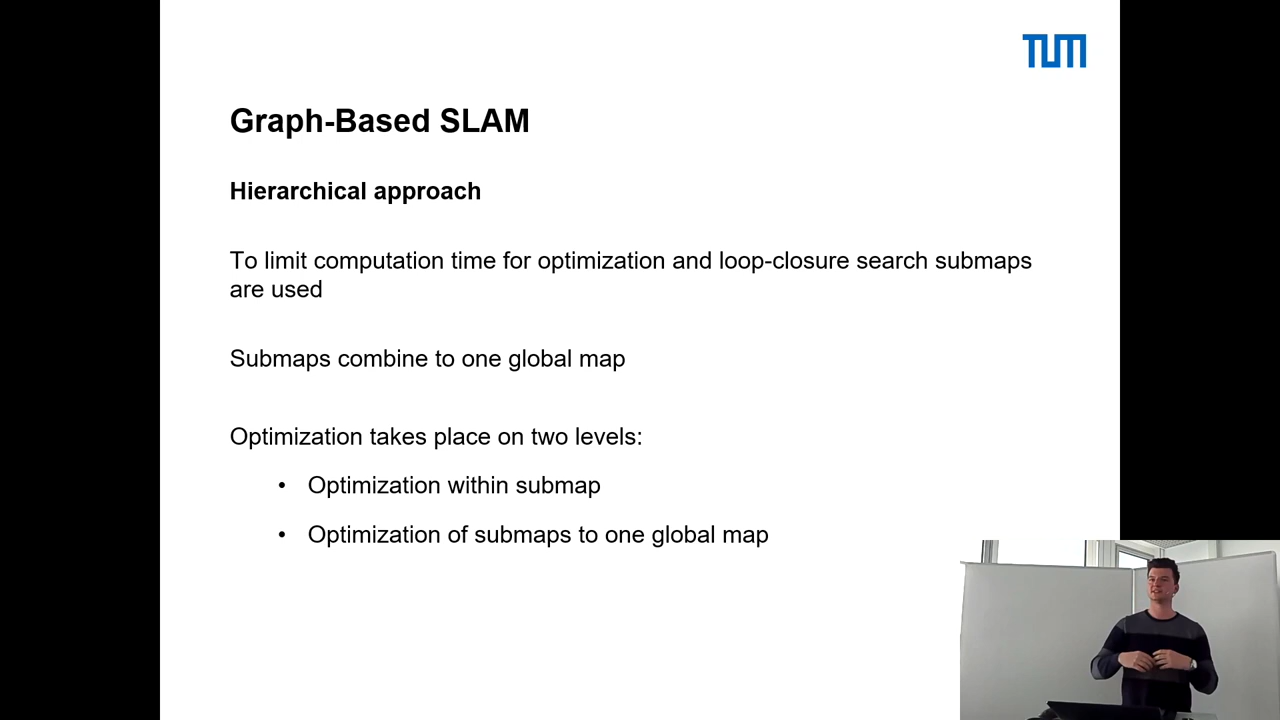 TUM
Graph-Based SLAM
Hierarchical approach
To limit computation time for optimization and loop-closure search submaps
are used
Submaps combine to one global map
Optimization takes place on two levels:
• Optimization within submap
• Optimization of submaps to one global map